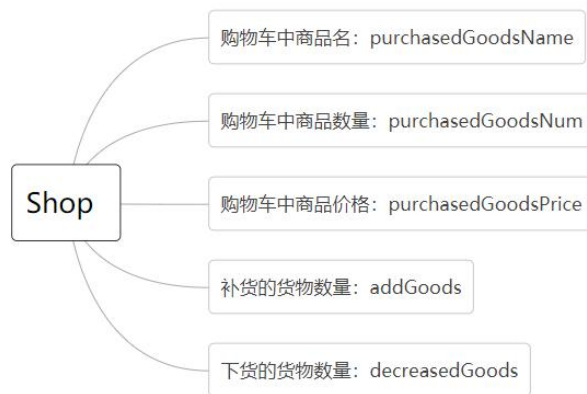 购物车中商品名：purchasedGoodsName
购物车中商品数量：purchasedGoodsNum
Shop
购物车中商品价格：purchasedGoodsPrice
补货的货物数量：addGoods
下货的货物数量：decreasedGoods